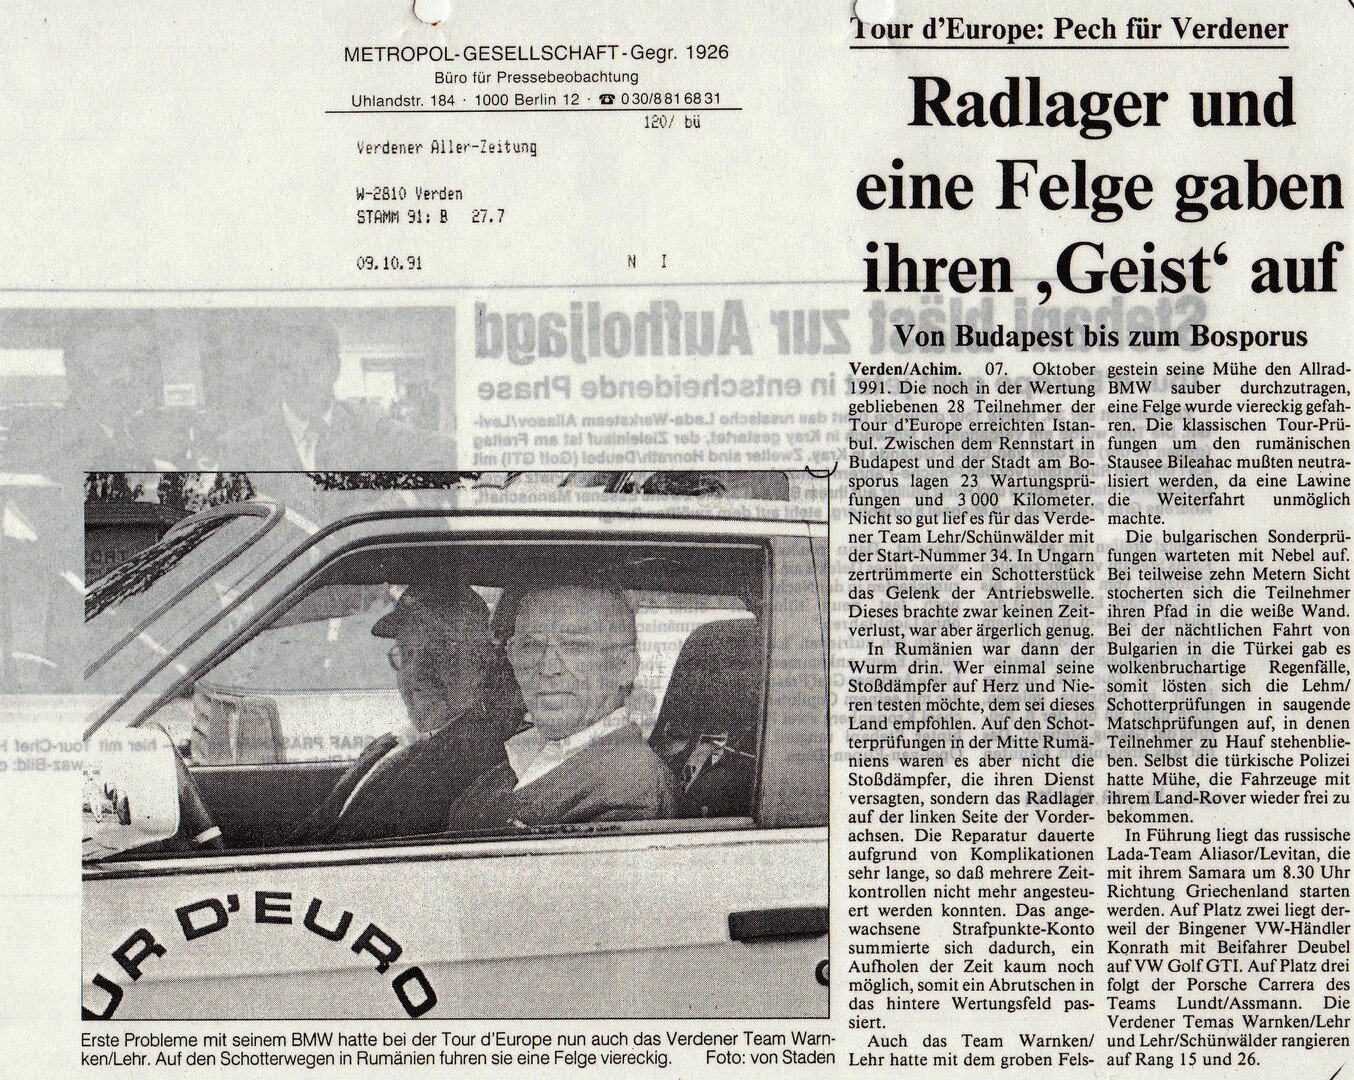 METROPOL-GESELLSCHAFT - Gegr. 1926
Büro für Pressebeobachtung
Uhlandstr. 184 · 1000 Berlin 12 · ☎ 030/8816831
120/ bü
Verdener Aller-Zeitung
W-2810 Verden
STAMM 91: B 27.7
09.10.91 N I
Tour d'Europe: Pech für Verdener
Radlager und
eine Felge gaben
ihren ‚Geist‘ auf
Von Budapest bis zum Bosporus
Verden/Achim. 07. Oktober
1991. Die noch in der Wertung
gebliebenen 28 Teilnehmer der
Tour d'Europe erreichten Istan-
bul. Zwischen dem Rennstart in
Budapest und der Stadt am Bo-
sporus lagen 23 Wartungsprü-
fungen und 3000 Kilometer.
Nicht so gut lief es für das Verde-
ner Team Lehr/Schünwälder mit
der Start-Nummer 34. In Ungarn
zertrümmerte ein Schotterstück
das Gelenk der Antriebswelle.
Dieses brachte zwar keinen Zeit-
verlust, war aber ärgerlich genug.
In Rumänien war dann der
Wurm drin. Wer einmal seine
Stoßdämpfer auf Herz und Nie-
ren testen möchte, dem sei dieses
Land empfohlen. Auf den Schot-
terprüfungen in der Mitte Rumä-
niens waren es aber nicht die
Stoßdämpfer, die ihren Dienst
versagten, sondern das Radlager
auf der linken Seite der Vorder-
achsen. Die Reparatur dauerte
aufgrund von Komplikationen
sehr lange, so daß mehrere Zeit-
kontrollen nicht mehr angesteu-
ert werden konnten. Das ange-
wachsene Strafpunkte-Konto
summierte sich dadurch, ein
Aufholen der Zeit kaum noch
möglich, somit ein Abrutschen in
das hintere Wertungsfeld pas-
siert.
Auch das Team Warnken/
Lehr hatte mit dem groben Fels-
gestein seine Mühe den Allrad-
BMW sauber durchzutragen,
eine Felge wurde viereckig gefah-
ren. Die klassischen Tour-Prü-
fungen um den rumänischen
Stausee Bileahac mußten neutra-
lisiert werden, da eine Lawine
die Weiterfahrt unmöglich
machte.
Die bulgarischen Sonderprü-
fungen warteten mit Nebel auf.
Bei teilweise zehn Metern Sicht
stocherten sich die Teilnehmer
ihren Pfad in die weiße Wand.
Bei der nächtlichen Fahrt von
Bulgarien in die Türkei gab es
wolkenbruchartige Regenfälle,
somit lösten sich die Lehm/
Schotterprüfungen in saugende
Matschprüfungen auf, in denen
Teilnehmer zu Hauf stehenblie-
ben. Selbst die türkische Polizei
hatte Mühe, die Fahrzeuge mit
ihrem Land-Rover wieder frei zu
bekommen.
In Führung liegt das russische
Lada-Team Aliasor/Levitan, die
mit ihrem Samara um 8.30 Uhr
Richtung Griechenland starten
werden. Auf Platz zwei liegt der-
weil der Bingener VW-Händler
Konrath mit Beifahrer Deubel
auf VW Golf GTI. Auf Platz drei
folgt der Porsche Carrera des
Teams Lundt/Assmann. Die
Verdener Temas Warnken/Lehr
und Lehr/Schünwälder rangieren
auf Rang 15 und 26.
UR D'EURO
Erste Probleme mit seinem BMW hatte bei der Tour d'Europe nun auch das Verdener Team Warn-
ken/Lehr. Auf den Schotterwegen in Rumänien fuhren sie eine Felge viereckig. Foto: von Staden
Stehani bläst zur Aufholjagd
in entscheidende Phase